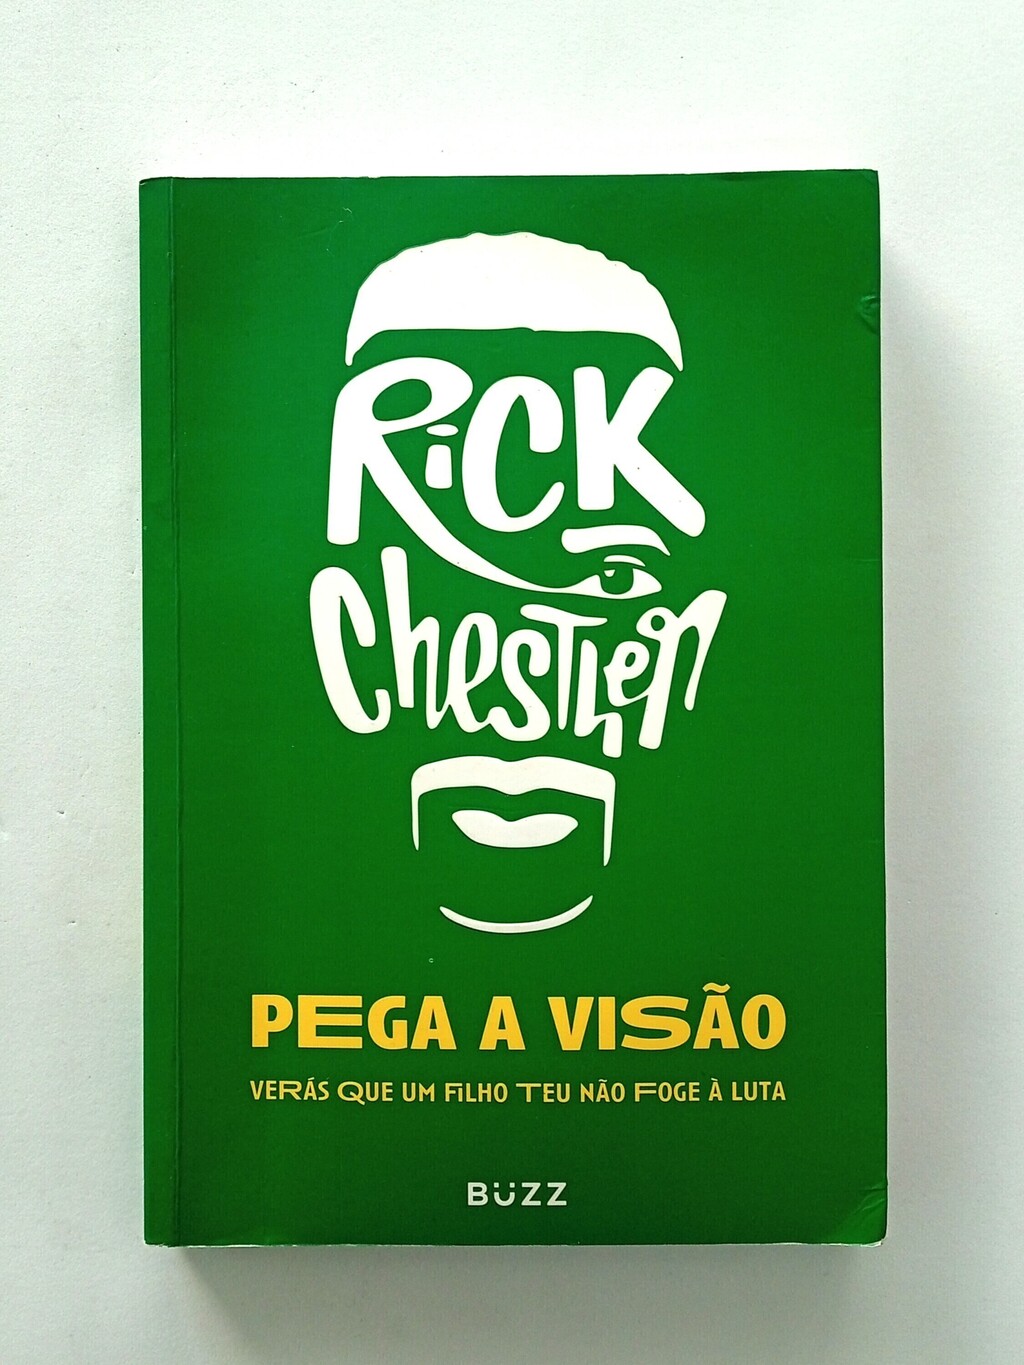 Rick
Chesther
PEGA A VISÃO
VERÁS QUE UM FILHO TEU NÃO FOGE À LUTA
BÜZZ